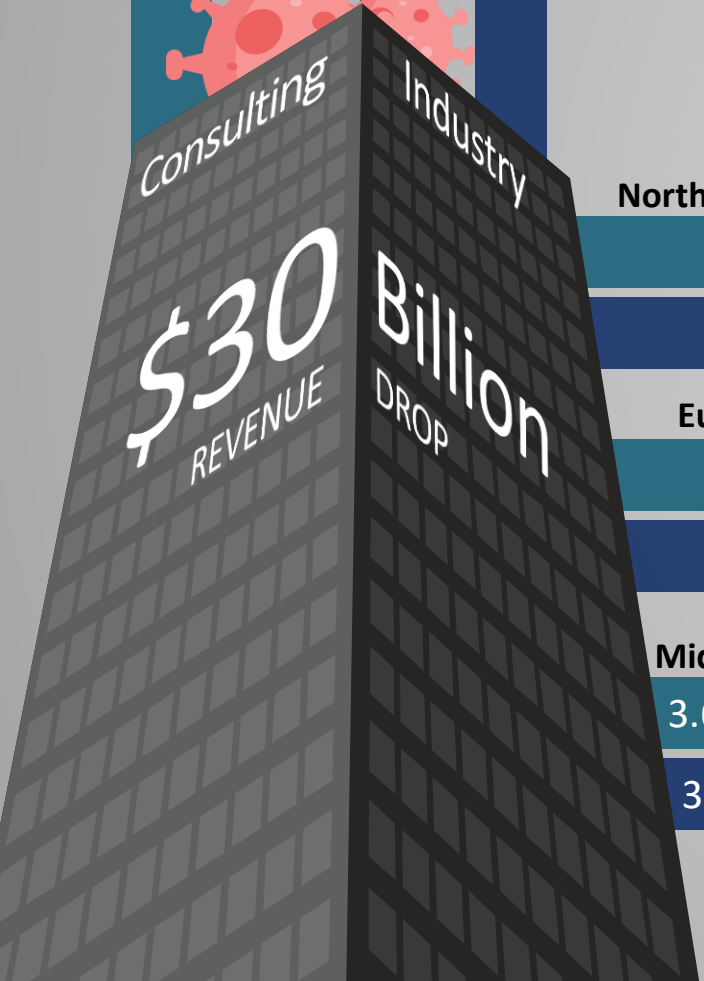 Consulting Industry
$30 Billion
REVENUE DROP
North
Eu
Mid
3.
3